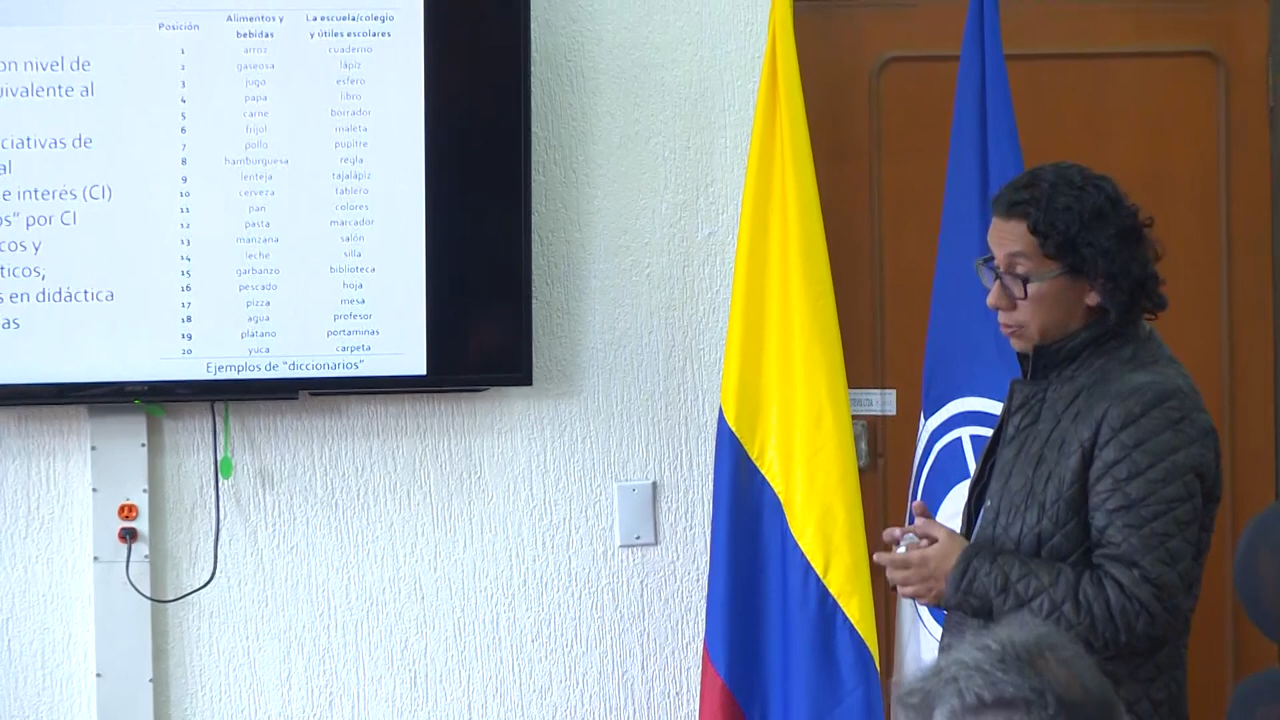 on nivel de
uivalente al
ciativas de
al
e interés (CI)
os” por CI
cos y
ticos;
s en didáctica
as
Posición Alimentos y bebidas La escuela/colegio y útiles escolares
1 arroz cuaderno
2 gaseosa lápiz
3 jugo esfero
4 papa libro
5 carne borrador
6 frijol maleta
7 pollo pupitre
8 hamburguesa regla
9 lenteja tajalápiz
10 cerveza tablero
11 pan colores
12 pasta marcador
13 manzana salón
14 leche silla
15 garbanzo biblioteca
16 pescado hoja
17 pizza mesa
18 agua profesor
19 plátano portaminas
20 yuca carpeta
Ejemplos de “diccionarios”